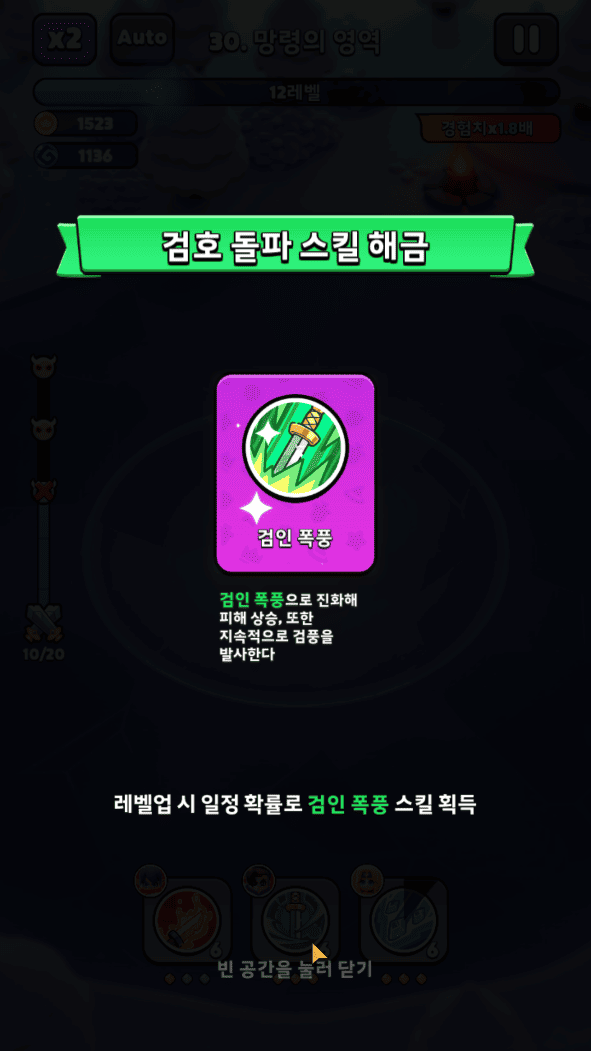 x2
Auto
30. 망령의 영역
12레벨
1523
경험치x1.8배
1136
검호 돌파 스킬 해금
검인 폭풍
검인 폭풍으로 진화해
피해 상승, 또한
지속적으로 검풍을
발사한다
10/20
레벨업 시 일정 확률로 검인 폭풍 스킬 획득
6
6
빈 공간을 눌러 닫기